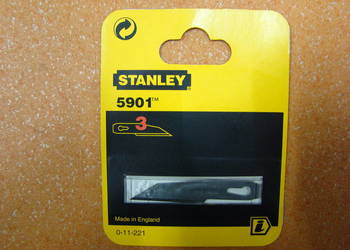 STANLEY
5901™
3
Made in England
0-11-221